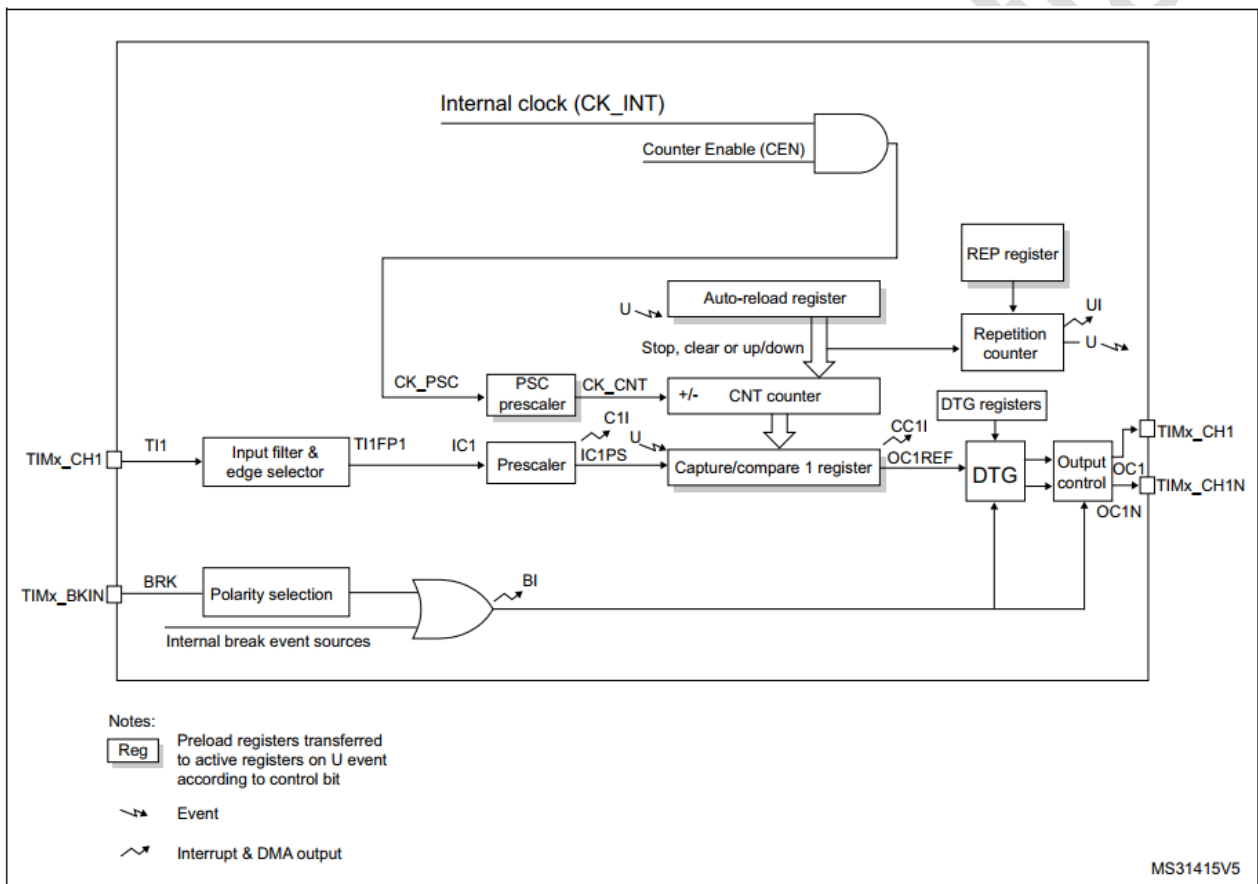 Internal clock (CK_INT)
Counter Enable (CEN)
REP register
Auto-reload register
U
UI
Stop, clear or up/down
Repetition
counter
U
CK_PSC
PSC
prescaler
CK_CNT
+/-
CNT counter
DTG registers
TIMx_CH1
TI1
Input filter &
edge selector
TI1FP1
IC1
Prescaler
C1I
IC1PS
U
Capture/compare 1 register
CC1I
OC1REF
DTG
Output
control
OC1
TIMx_CH1
TIMx_CH1N
OC1N
TIMx_BKIN
BRK
Polarity selection
BI
Internal break event sources
Notes:
Reg
Preload registers transferred
to active registers on U event
according to control bit
Event
Interrupt & DMA output
MS31415V5